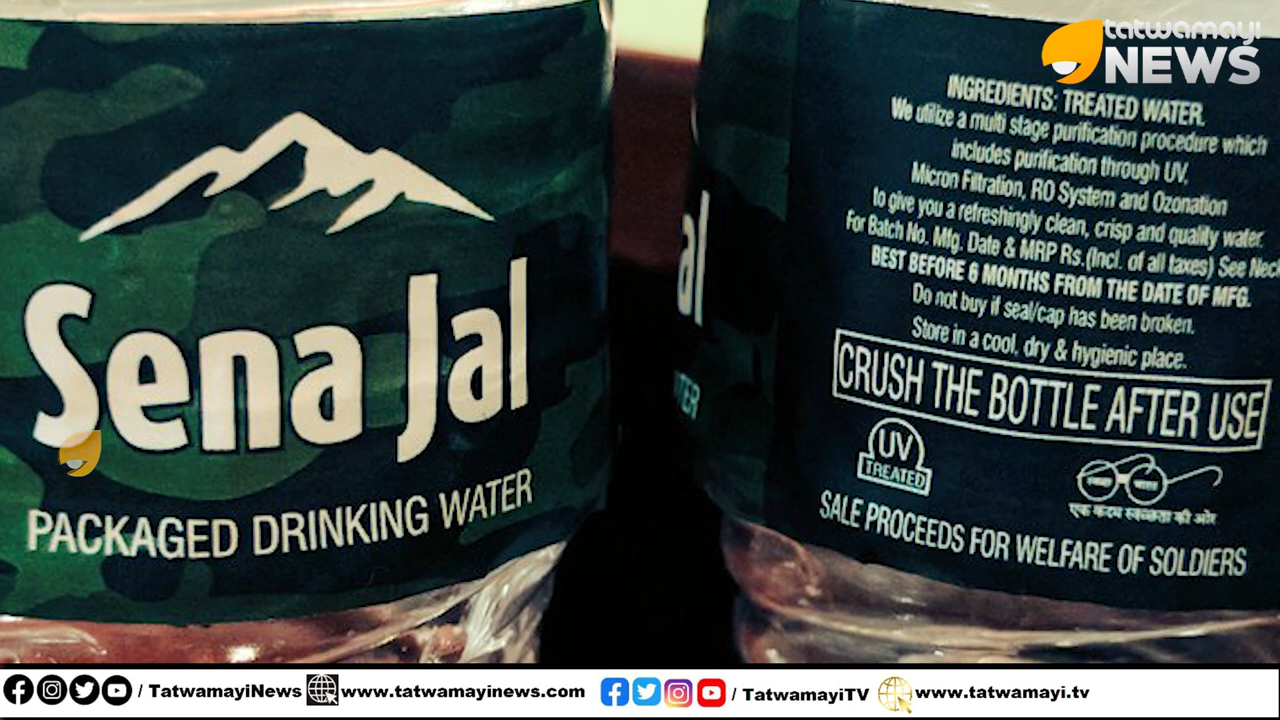 tatwamayi
NEWS
Sena Jal
PACKAGED DRINKING WATER
al
TER
INGREDIENTS: TREATED WATER.
We utilize a multi stage purification procedure which
includes purification through UV,
Micron Filtration, RO System and Ozonation
to give you a refreshingly clean, crisp and quality water.
For Batch No. Mfg. Date & MRP Rs.(Incl. of all taxes) See Neck
BEST BEFORE 6 MONTHS FROM THE DATE OF MFG.
Do not buy if seal/cap has been broken.
Store in a cool, dry & hygienic place.
CRUSH THE BOTTLE AFTER USE
UV
TREATED
स्वच्छ भारत
एक कदम स्वच्छता की ओर
SALE PROCEEDS FOR WELFARE OF SOLDIERS
/ TatwamayiNews www.tatwamayinews.com / TatwamayiTV www.tatwamayi.tv